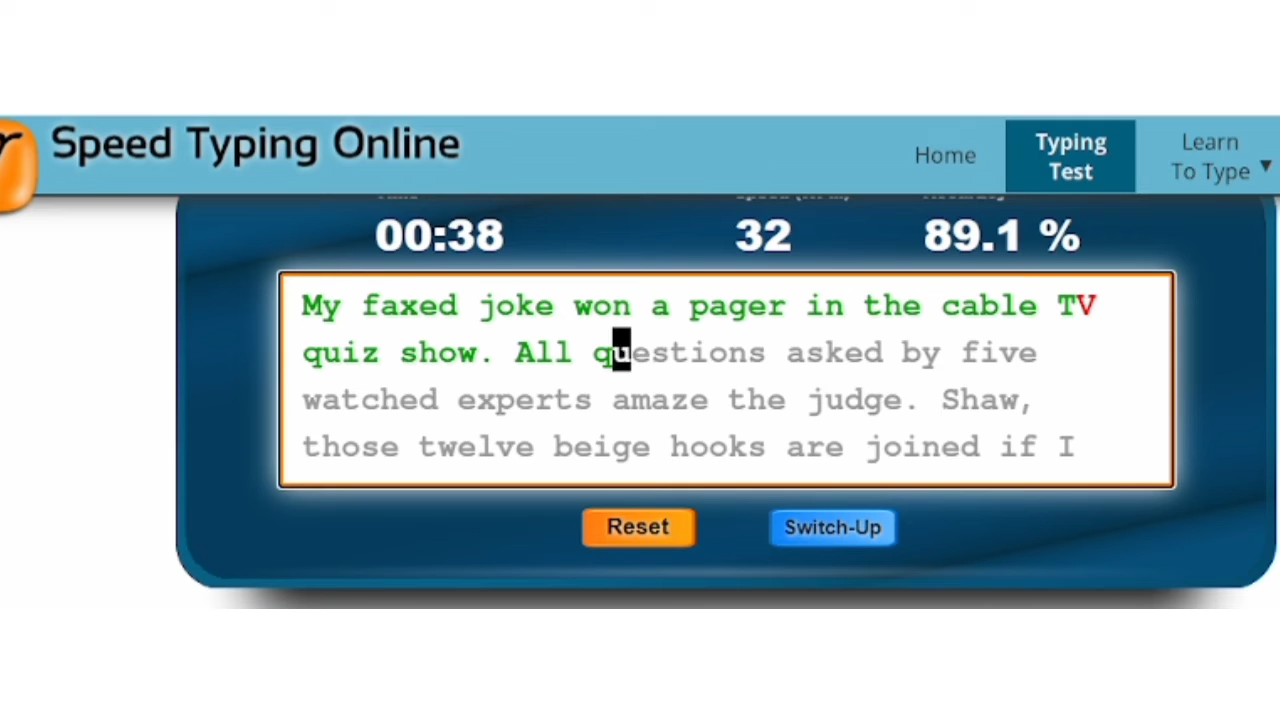 Speed Typing Online
Home
Typing
Test
Learn
To Type
00:38
32
89.1 %
My faxed joke won a pager in the cable TV
quiz show. All questions asked by five
watched experts amaze the judge. Shaw,
those twelve beige hooks are joined if I
Reset
Switch-Up